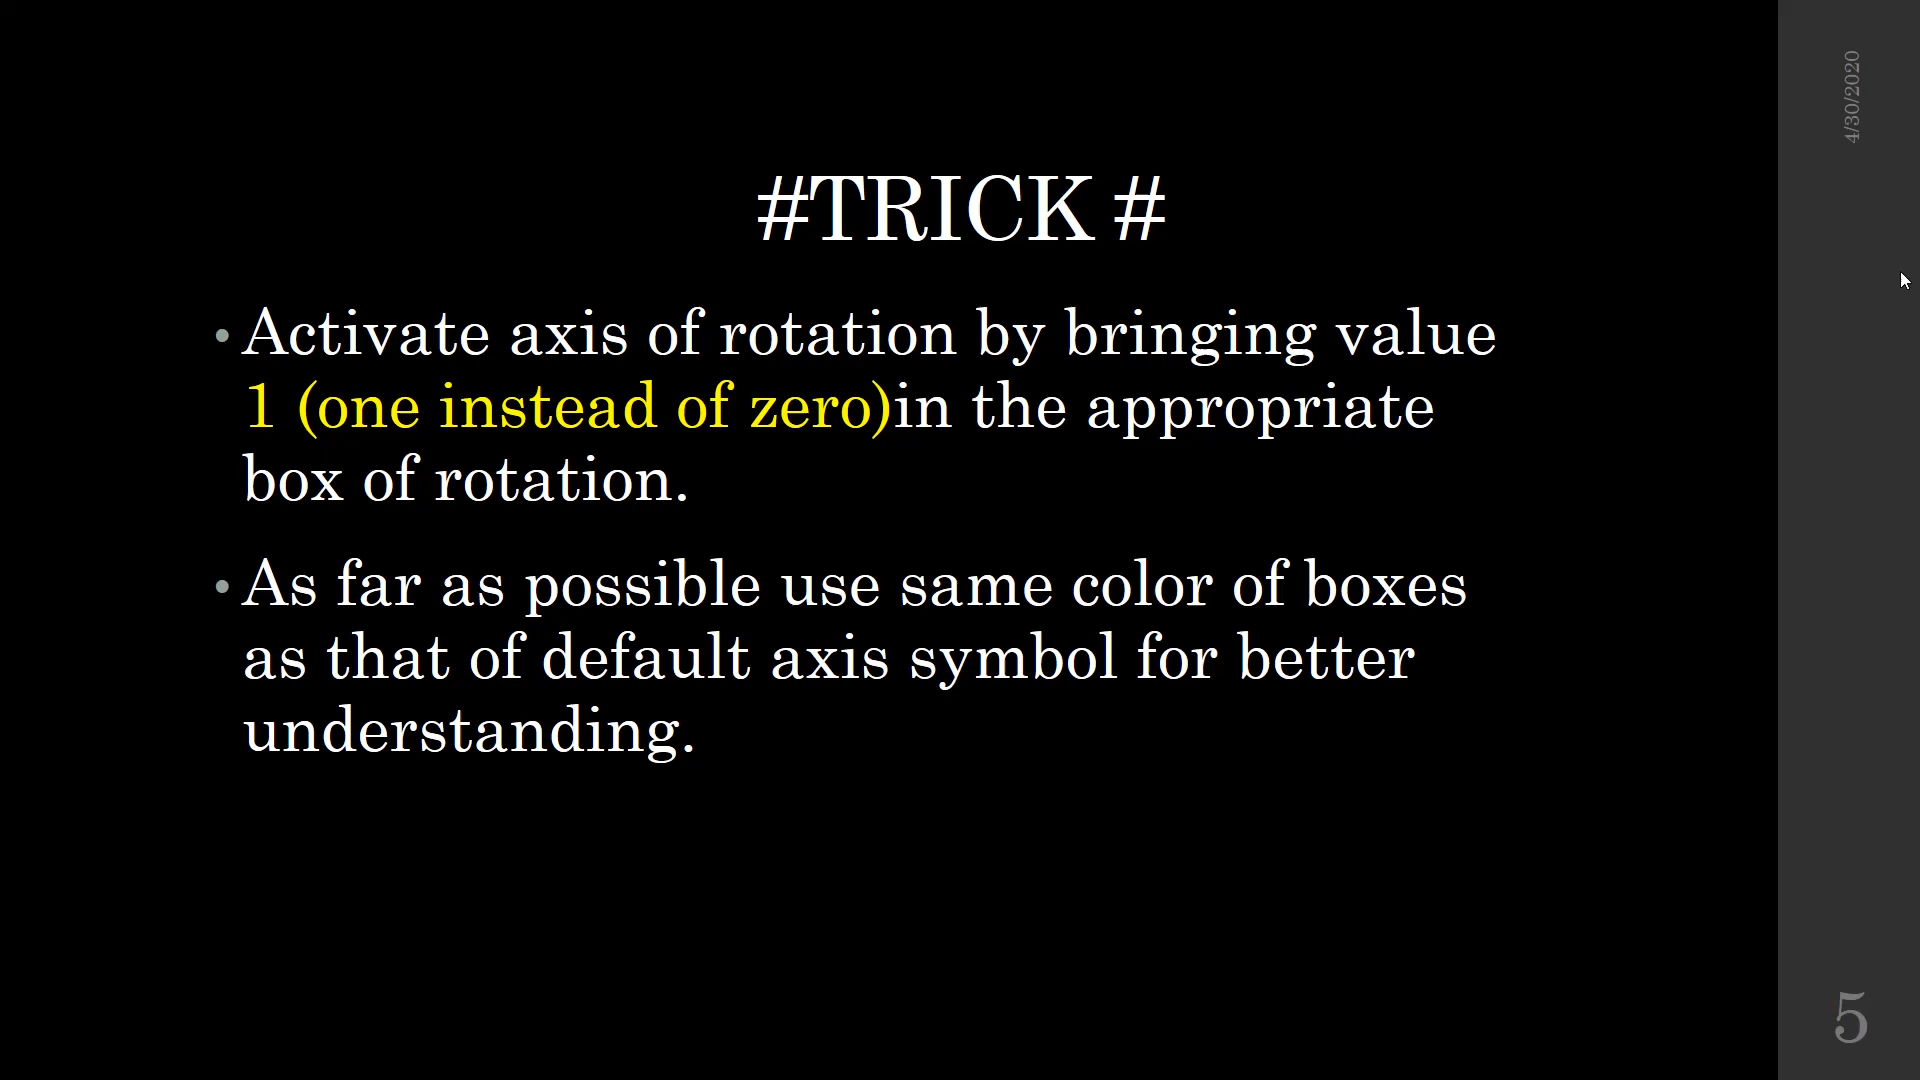 4/30/2020
#TRICK #
• Activate axis of rotation by bringing value
1 (one instead of zero)in the appropriate
box of rotation.
• As far as possible use same color of boxes
as that of default axis symbol for better
understanding.
5